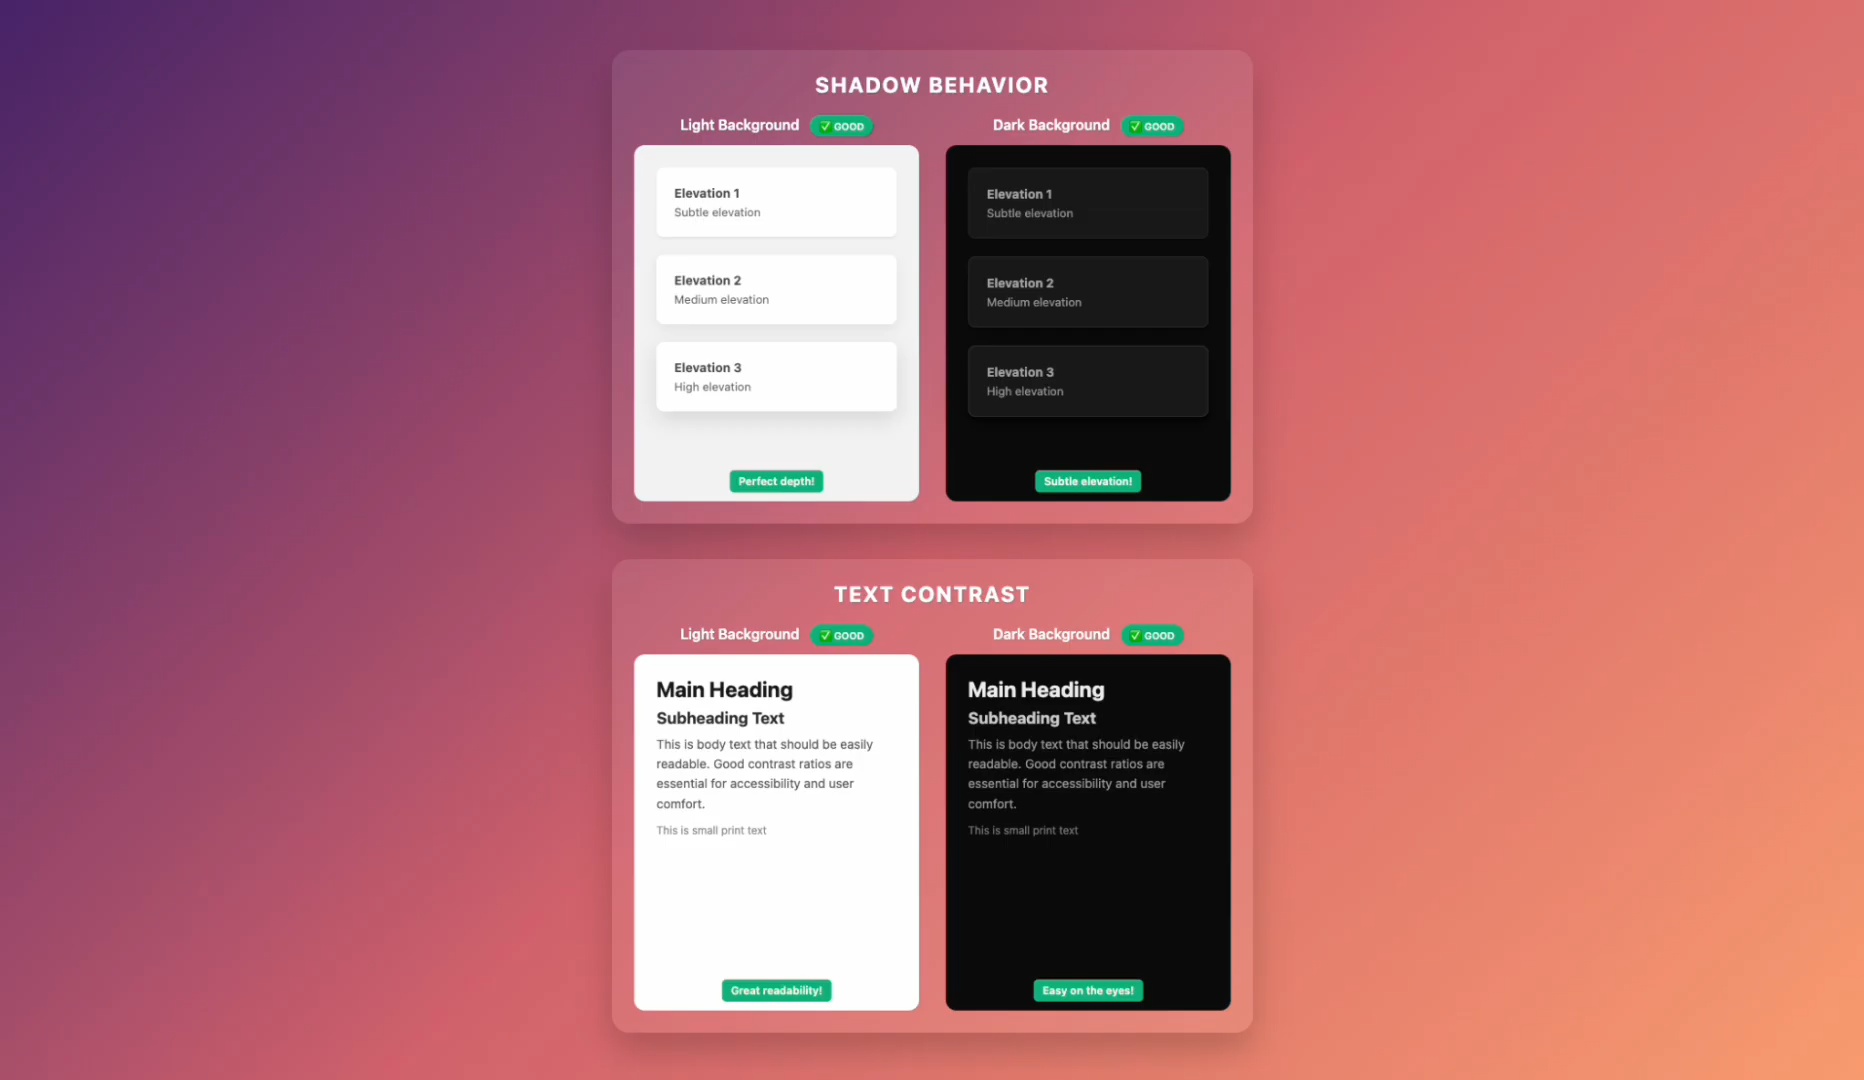 SHADOW BEHAVIOR
Light Background ✅ GOOD
Elevation 1
Subtle elevation
Elevation 2
Medium elevation
Elevation 3
High elevation
Perfect depth!
Dark Background ✅ GOOD
Elevation 1
Subtle elevation
Elevation 2
Medium elevation
Elevation 3
High elevation
Subtle elevation!
TEXT CONTRAST
Light Background ✅ GOOD
Main Heading
Subheading Text
This is body text that should be easily
readable. Good contrast ratios are
essential for accessibility and user
comfort.
This is small print text
Great readability!
Dark Background ✅ GOOD
Main Heading
Subheading Text
This is body text that should be easily
readable. Good contrast ratios are
essential for accessibility and user
comfort.
This is small print text
Easy on the eyes!